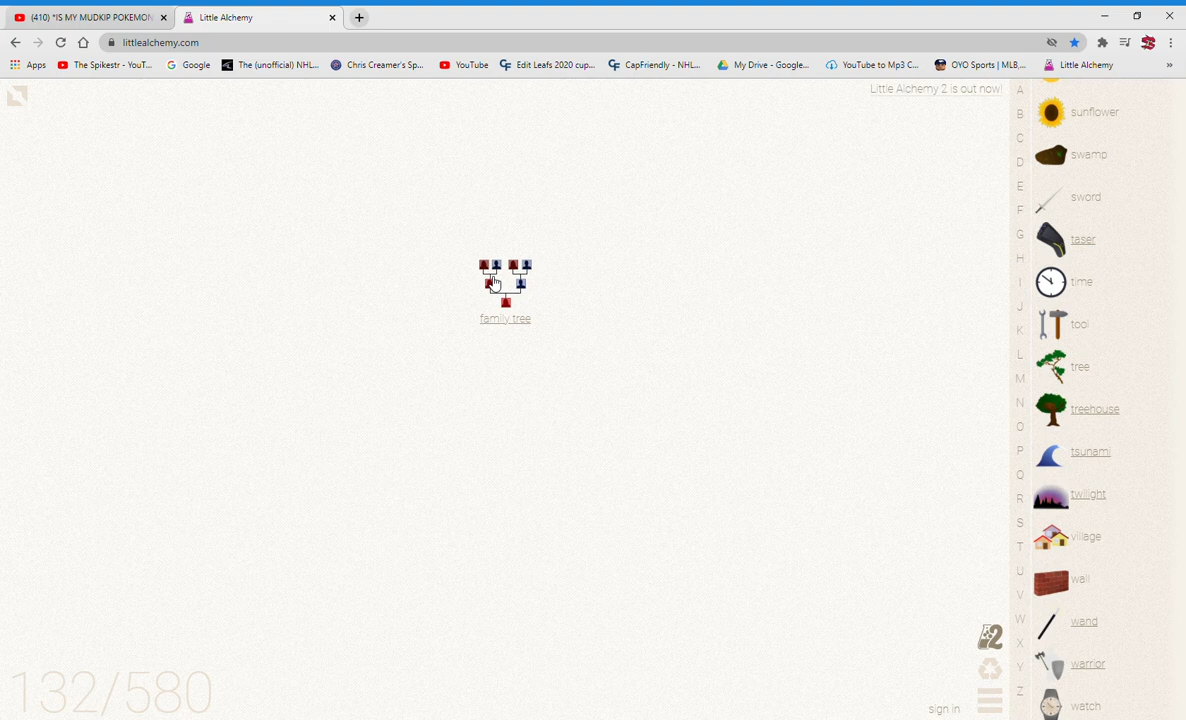 (410) *IS MY MUDKIP POKEMON
Little Alchemy
littlealchemy.com
Apps
The Spikestr - YouT...
Google
The (unofficial) NHL...
Chris Creamer's Sp...
YouTube
Edit Leafs 2020 cup...
CapFriendly - NHL...
My Drive - Google...
YouTube to Mp3 C...
OYO Sports | MLB,...
Little Alchemy
»
Little Alchemy 2 is out now!
family tree
132/580
sign in
2
A
B
C
D
E
F
G
H
I
J
K
L
M
N
O
P
Q
R
S
T
U
V
W
X
Y
Z
sunflower
swamp
sword
taser
time
tool
tree
treehouse
tsunami
twilight
village
wall
wand
warrior
watch